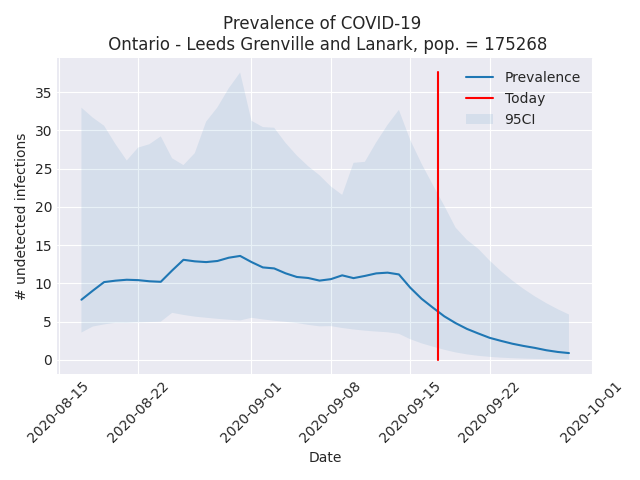 Prevalence of COVID-19
Ontario - Leeds Grenville and Lanark, pop. = 175268
Prevalence
Today
95CI
# undetected infections
35
30
25
20
15
10
5
0
2020-08-15
2020-08-22
2020-09-01
2020-09-08
2020-09-15
2020-09-22
2020-10-01
Date